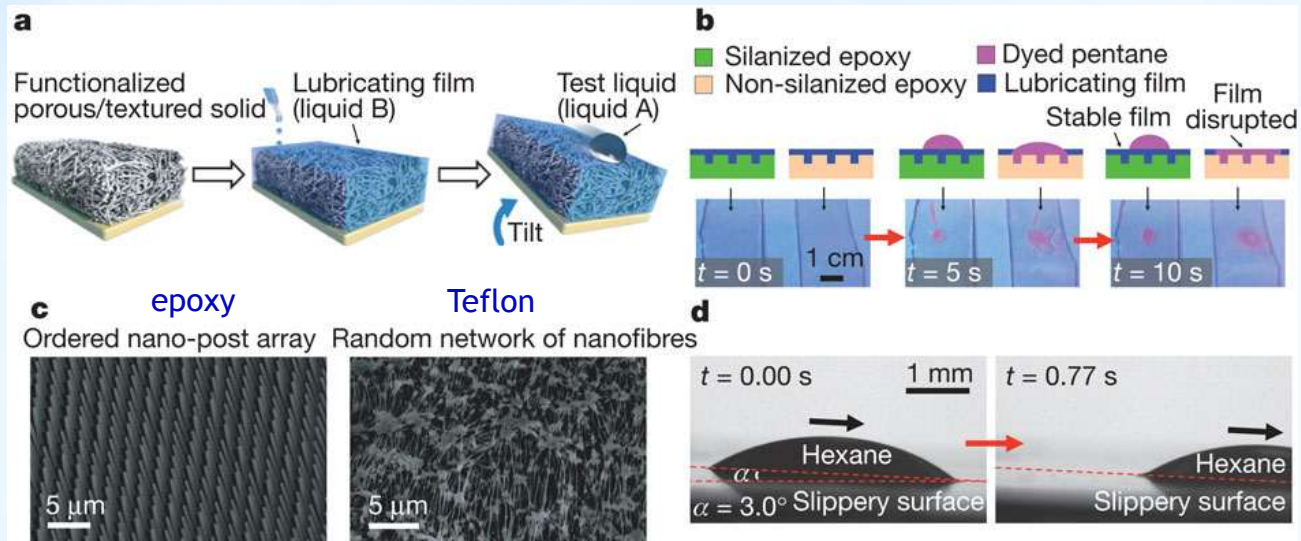 a
Functionalized
porous/textured solid
Lubricating film
(liquid B)
Test liquid
(liquid A)
Tilt
b
Silanized epoxy
Non-silanized epoxy
Dyed pentane
Lubricating film
Stable film
Film
disrupted
t = 0 s
1 cm
t = 5 s
t = 10 s
c
epoxy
Ordered nano-post array
5 μm
Teflon
Random network of nanofibres
5 μm
d
t = 0.00 s
1 mm
Hexane
α
α = 3.0°
Slippery surface
t = 0.77 s
Hexane
Slippery surface